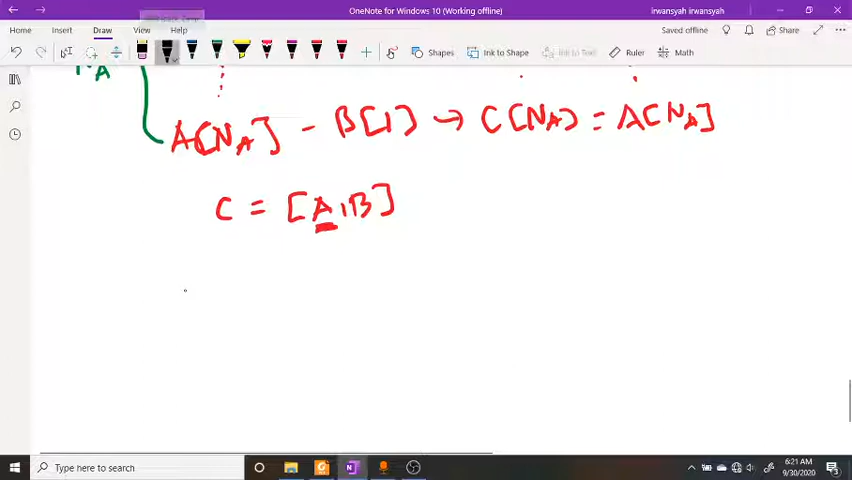 OneNote for Windows 10 (Working offline)
irwansyah irwansyah
Home Insert Draw View Help
Saved offline Share
Shapes Ink to Shape Ink to Text Ruler Math
NA
A[NA] - B[1] → C[NA] = A[NA]
C = [A, B]
Type here to search
6:21 AM
9/30/2020
3